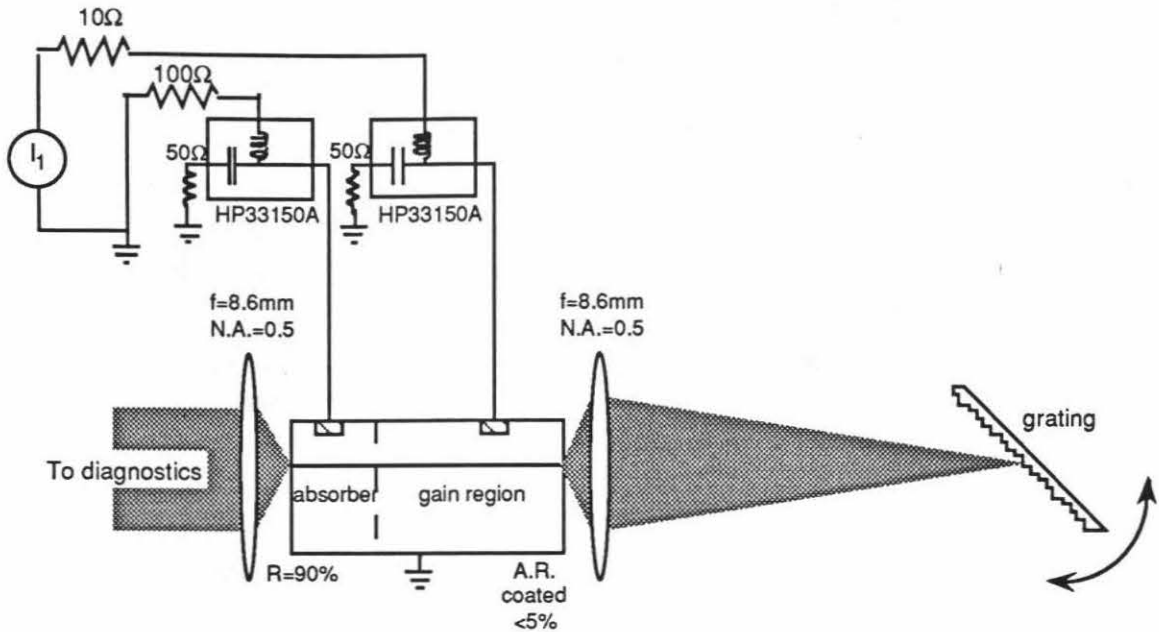 10Ω
100Ω
I1
50Ω
50Ω
HP33150A
HP33150A
f=8.6mm
N.A.=0.5
f=8.6mm
N.A.=0.5
grating
To diagnostics
absorber
gain region
R=90%
A.R.
coated
<5%